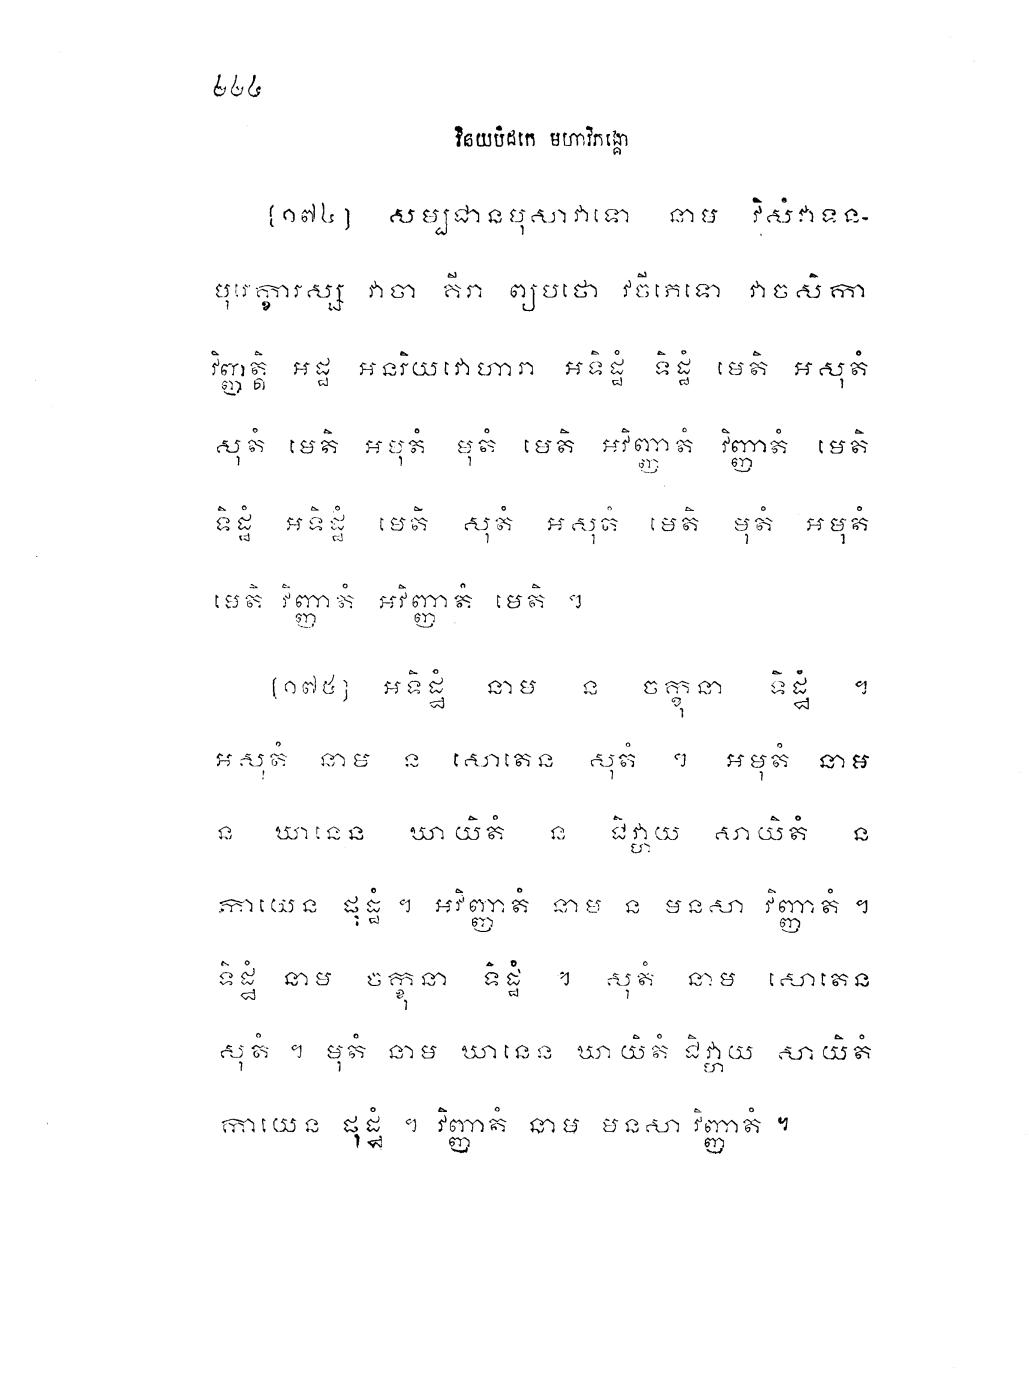 ៦៦៤
វិនយបិដកេ មហាវិភង្គោ
[១៧៤] សម្បជានមុសាវាទោ នាម វិសំវាទន-
បុរេក្ខារស្ស វាចា គីរា ព្យបថោ វចីភេទោ វាចសិកា
វិញ្ញត្តិ អដ្ឋ អនរិយវោហារា អទិដ្ឋំ ទិដ្ឋំ មេតិ អសុតំ
សុតំ មេតិ អមុតំ មុតំ មេតិ អវិញ្ញាតំ វិញ្ញាតំ មេតិ
ទិដ្ឋំ អទិដ្ឋំ មេតិ សុតំ អសុតំ មេតិ មុតំ អមុតំ
មេតិ វិញ្ញាតំ អវិញ្ញាតំ មេតិ ។
[១៧៥] អទិដ្ឋំ នាម ន ចក្ខុនា ទិដ្ឋំ ។
អសុតំ នាម ន សោតេន សុតំ ។ អមុតំ នាម
ន ឃានេន ឃាយិតំ ន ជិវ្ហាយ សាយិតំ ន
កាយេន ផុដ្ឋំ ។ អវិញ្ញាតំ នាម ន មនសា វិញ្ញាតំ ។
ទិដ្ឋំ នាម ចក្ខុនា ទិដ្ឋំ ។ សុតំ នាម សោតេន
សុតំ ។ មុតំ នាម ឃានេន ឃាយិតំ ជិវ្ហាយ សាយិតំ
កាយេន ផុដ្ឋំ ។ វិញ្ញាតំ នាម មនសា វិញ្ញាតំ ។